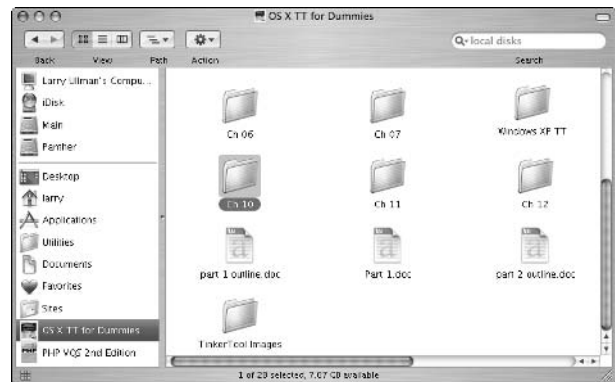 OS X TT for Dummies
local disks
Back View Path Action Search
Larry Ullman's Compu...
iDisk
Main
Panther
Desktop
larry
Applications
Utilities
Documents
Favorites
Sites
OS X TT for Dummies
PHP VQS 2nd Edition
Ch 06
Ch 07
Windows XP TT
Ch 10
Ch 11
Ch 12
part 1 outline.doc
Part 1.doc
part 2 outline.doc
TinkerTool Images
1 of 28 selected, 7.07 GB available